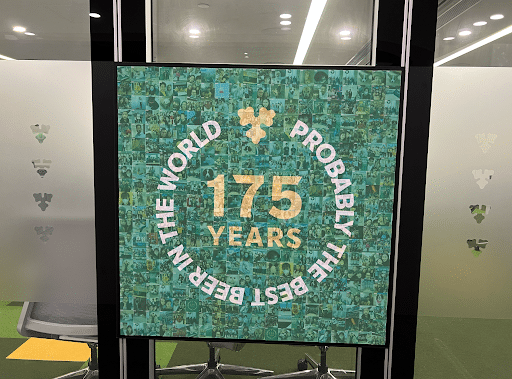 PROBABLY THE BEST BEER IN THE WORLD
175
YEARS